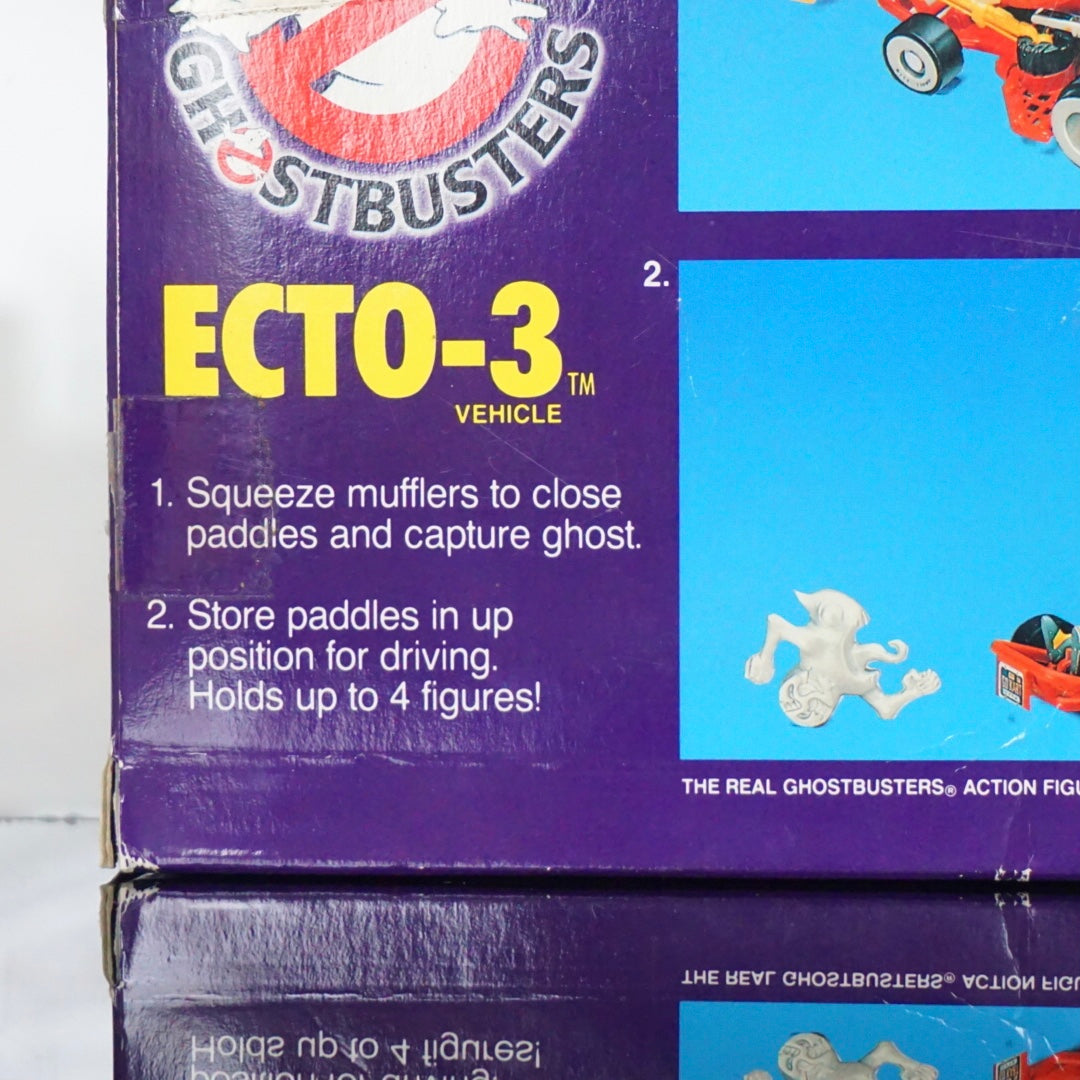 GHOSTBUSTERS
ECTO-3™
VEHICLE
1. Squeeze mufflers to close
paddles and capture ghost.
2. Store paddles in up
position for driving.
Holds up to 4 figures!
2.
THE REAL GHOSTBUSTERS® ACTION